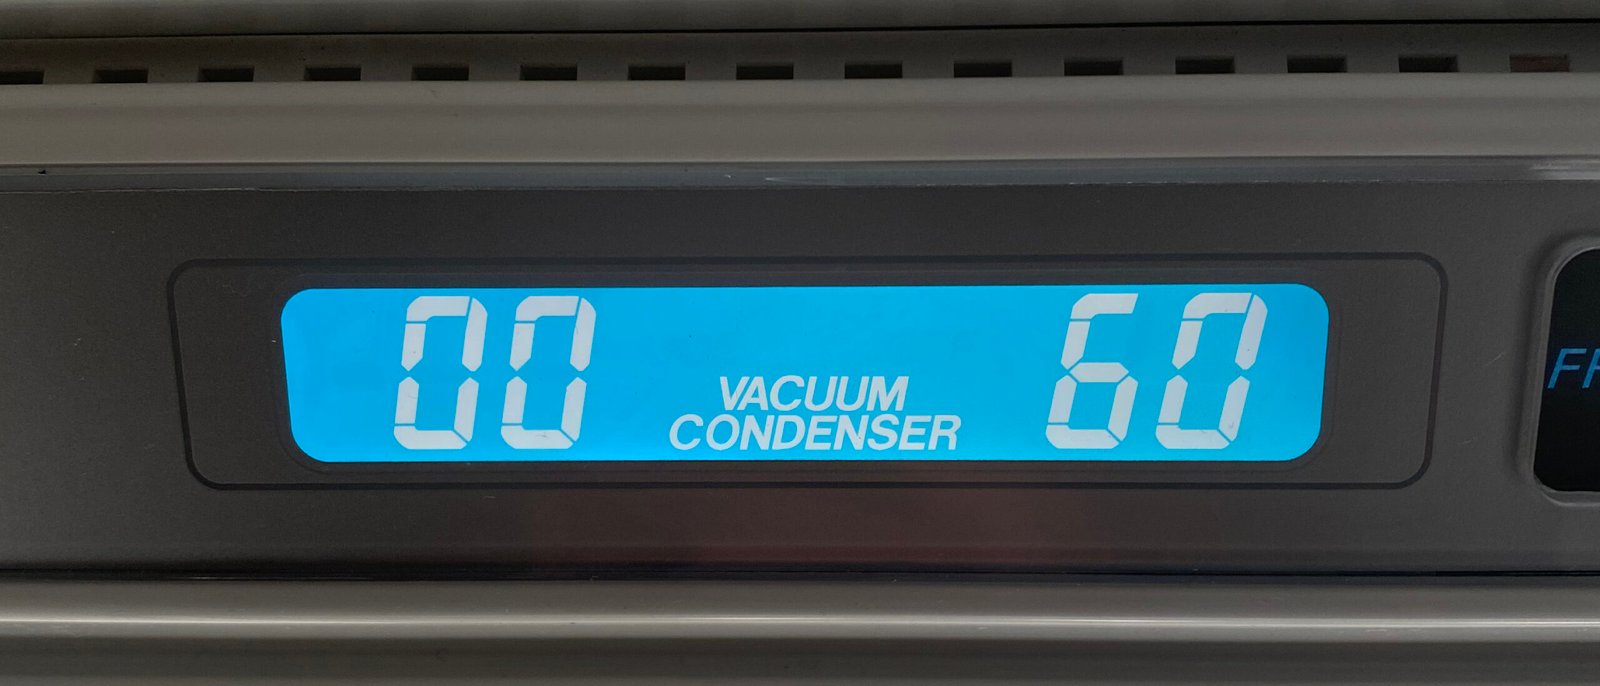 00 60
VACUUM
CONDENSER